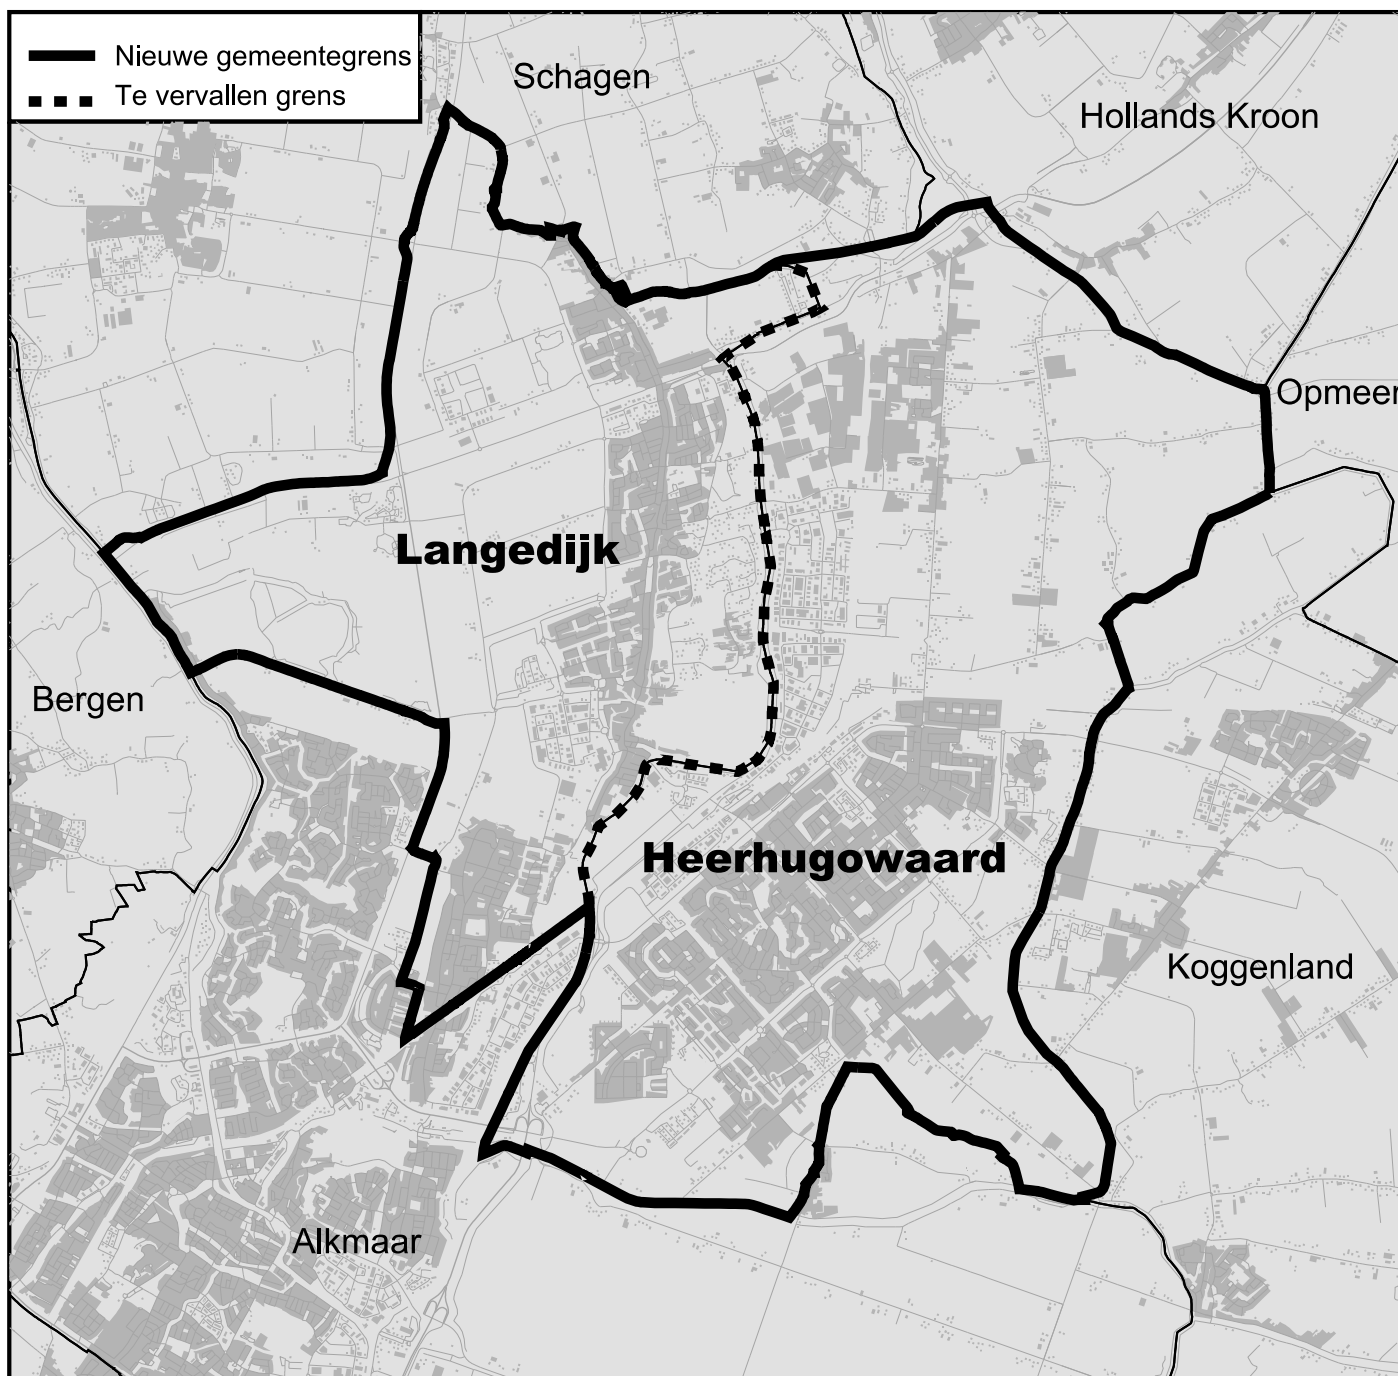 Nieuwe gemeentegrens
Te vervallen grens
Schagen
Hollands Kroon
Opmeer
Langedijk
Bergen
Heerhugowaard
Koggenland
Alkmaar